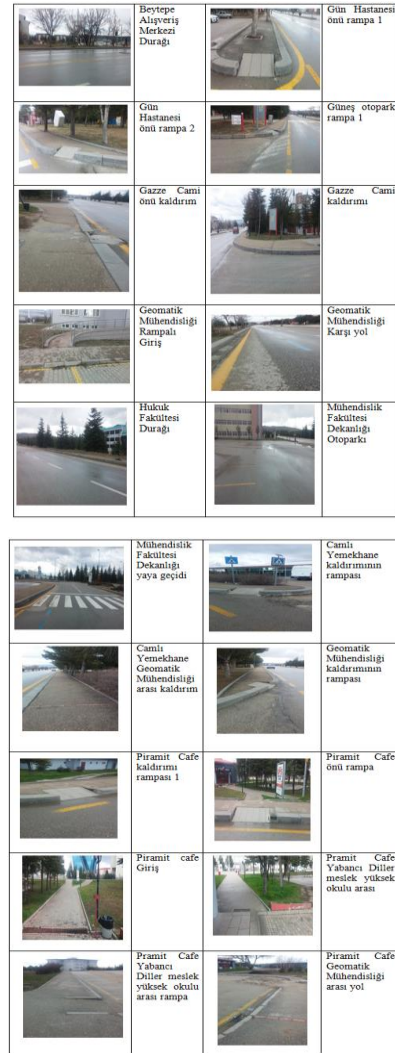 Beytepe
Alışveriş
Merkezi
Durağı
Gün Hastanesi
önü rampa 1
Gün
Hastanesi
önü rampa 2
Güneş otopark
rampa 1
Gazze Cami
önü kaldırım
Gazze Cami
kaldırımı
Geomatik
Mühendisliği
Rampalı
Giriş
Geomatik
Mühendisliği
Karşı yol
Hukuk
Fakültesi
Durağı
Mühendislik
Fakültesi
Dekanlığı
Otoparkı
Mühendislik
Fakültesi
Dekanlığı
yaya geçidi
Camlı
Yemekhane
kaldırımının
rampası
Camlı
Yemekhane
Geomatik
Mühendisliği
arası kaldırım
Geomatik
Mühendisliği
kaldırımının
rampası
Piramit Cafe
kaldırımı
rampası 1
Piramit Cafe
önü rampa
Piramit cafe
Giriş
Pramit Cafe
Yabancı Diller
meslek yüksek
okulu arası
Pramit Cafe
Yabancı
Diller meslek
yüksek okulu
arası rampa
Piramit Cafe
Geomatik
Mühendisliği
arası yol